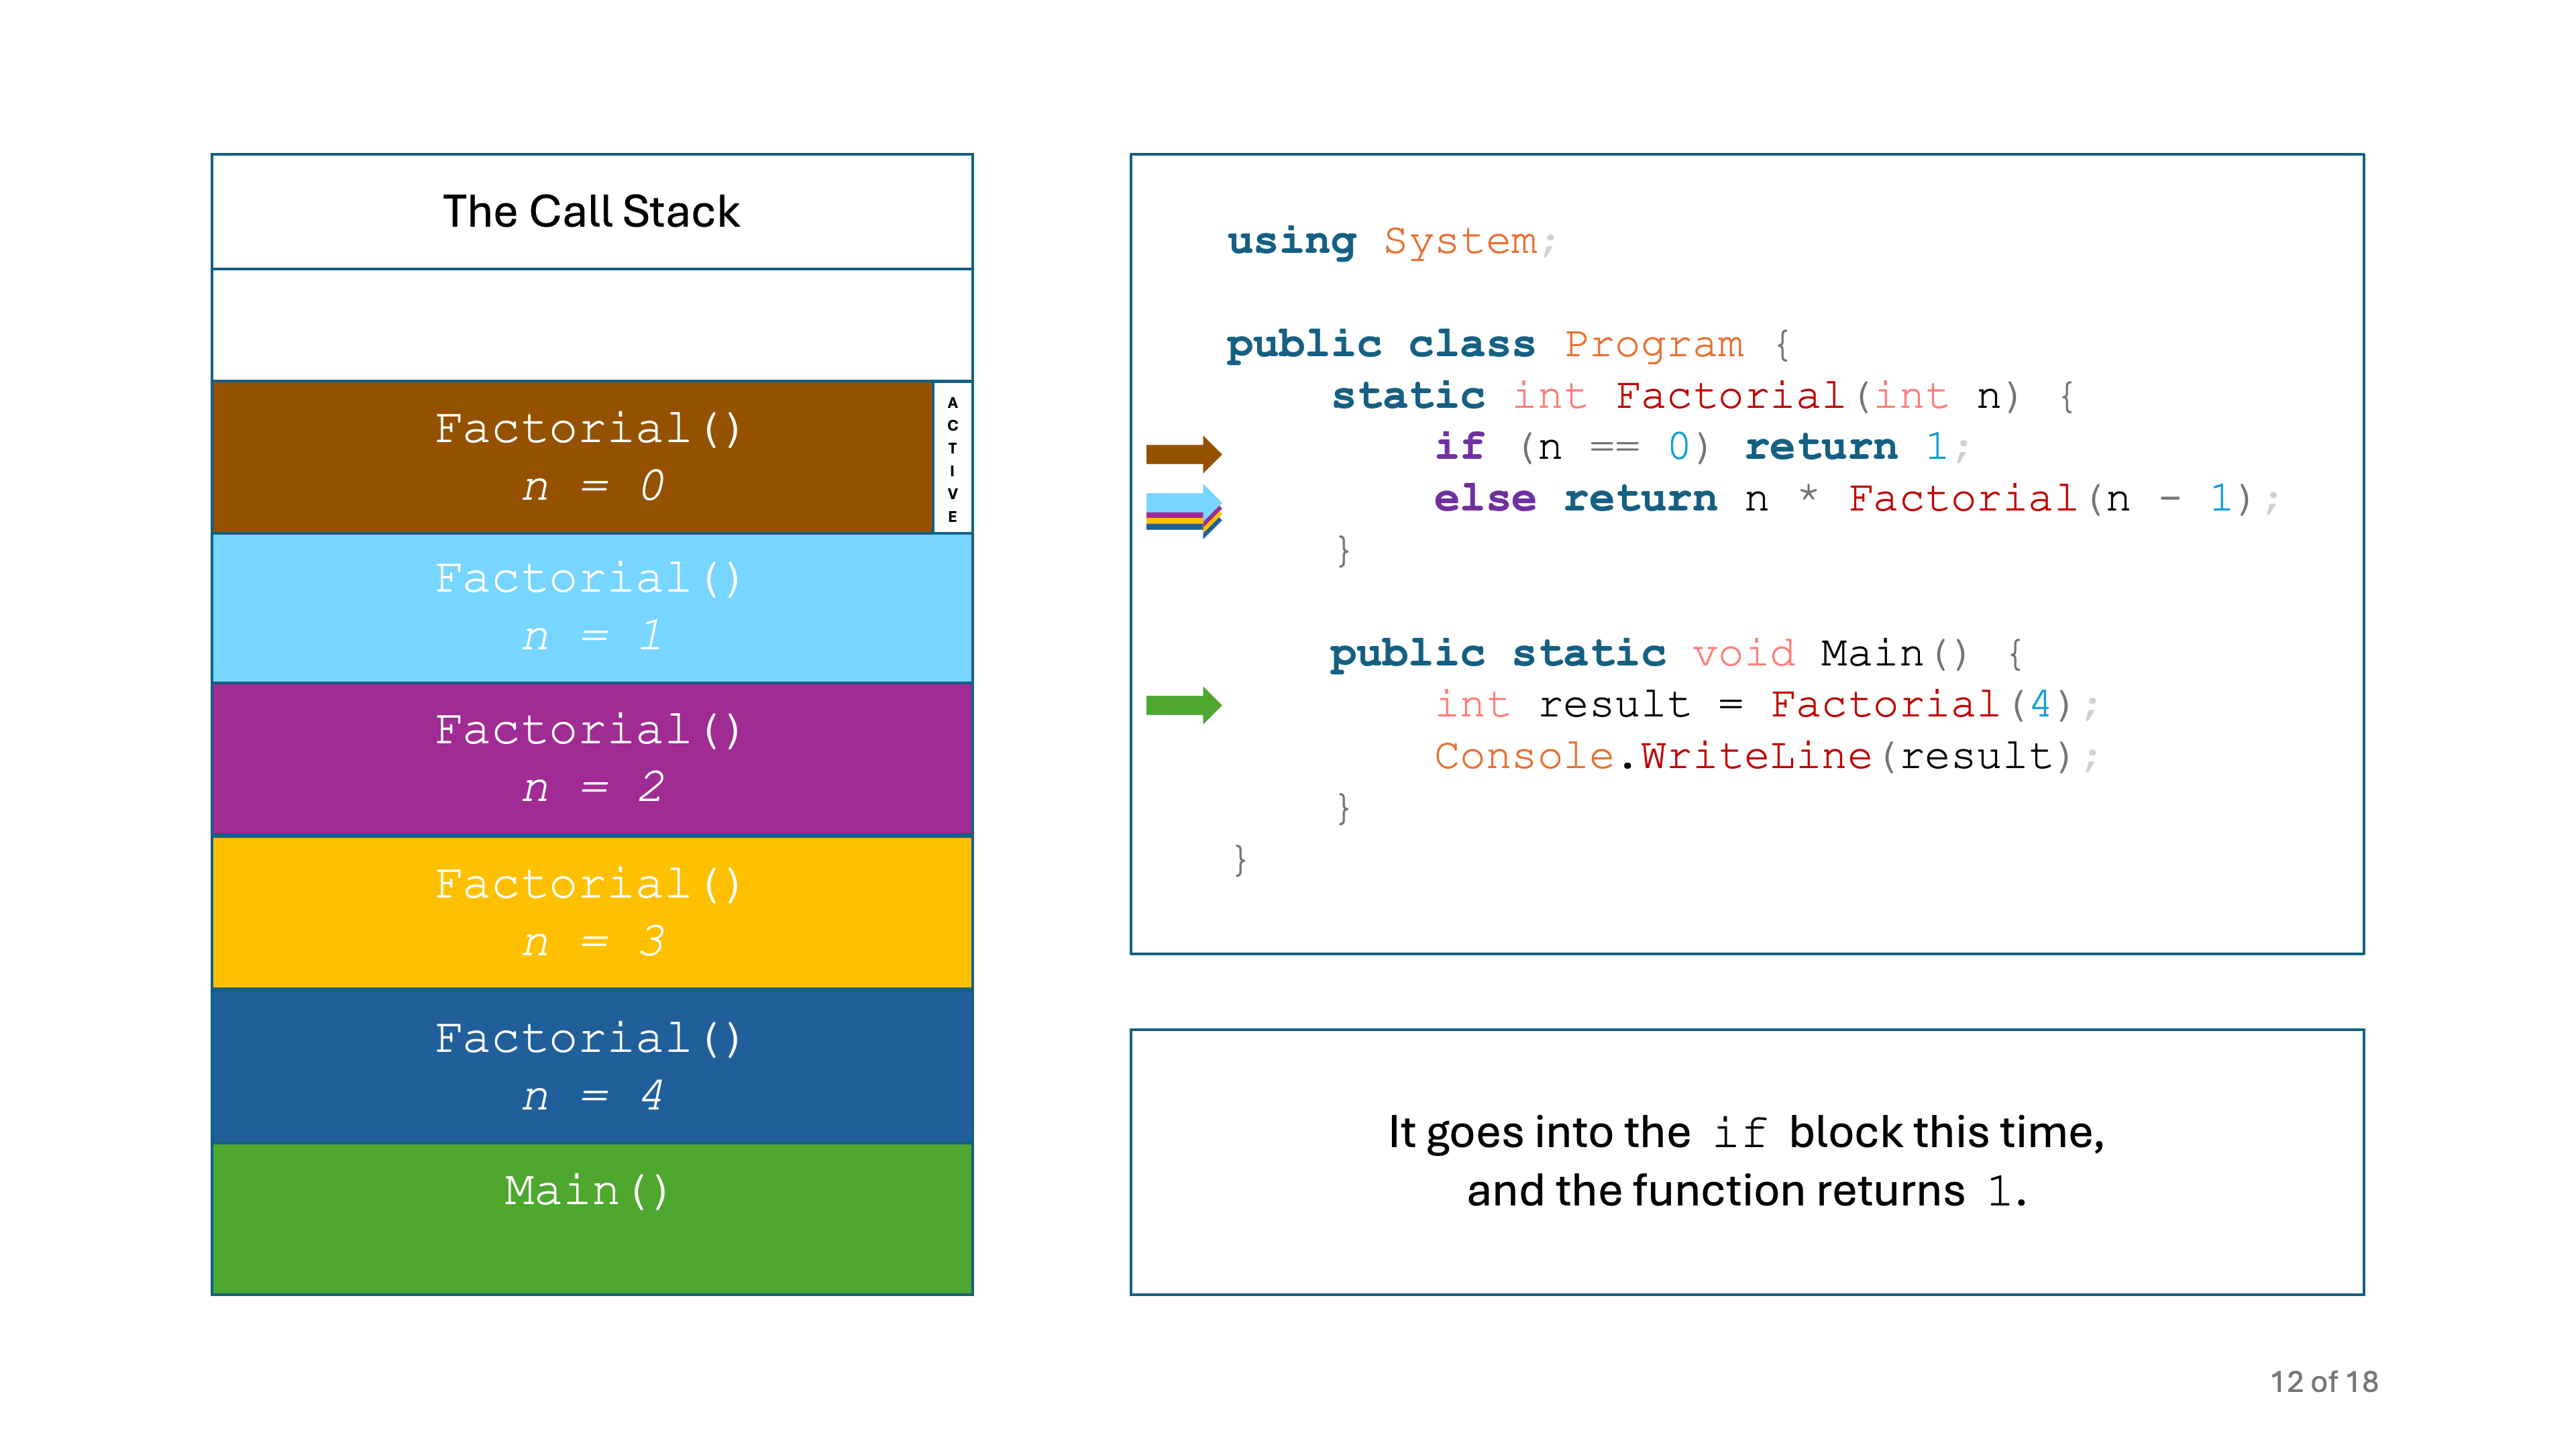 The Call Stack
Factorial()
n = 0
ACTIVE
Factorial()
n = 1
Factorial()
n = 2
Factorial()
n = 3
Factorial()
n = 4
Main()
using System;
public class Program {
    static int Factorial(int n) {
        if (n == 0) return 1;
        else return n * Factorial(n - 1);
    }
    public static void Main() {
        int result = Factorial(4);
        Console.WriteLine(result);
    }
}
It goes into the if block this time,
and the function returns 1.
12 of 18